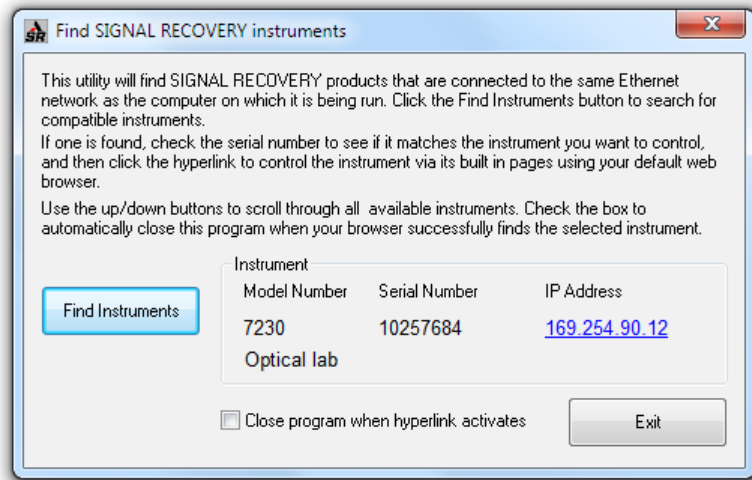 SR Find SIGNAL RECOVERY instruments
This utility will find SIGNAL RECOVERY products that are connected to the same Ethernet
network as the computer on which it is being run. Click the Find Instruments button to search for
compatible instruments.
If one is found, check the serial number to see if it matches the instrument you want to control,
and then click the hyperlink to control the instrument via its built in pages using your default web
browser.
Use the up/down buttons to scroll through all  available instruments. Check the box to
automatically close this program when your browser successfully finds the selected instrument.
Find Instruments
Instrument
Model Number Serial Number IP Address
7230 10257684 169.254.90.12
Optical lab
Close program when hyperlink activates
Exit